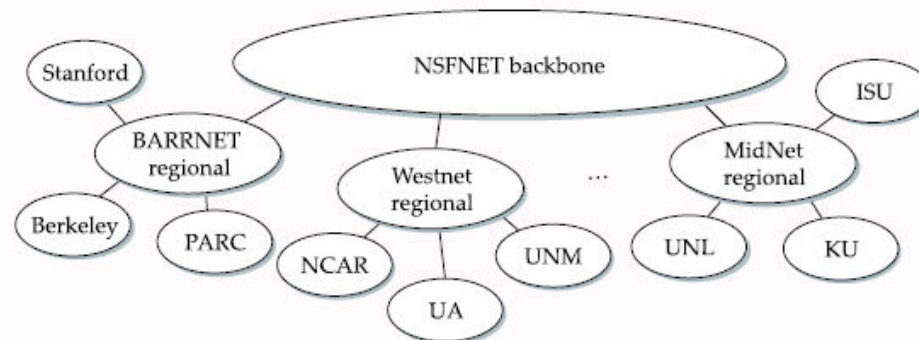 NSFNET backbone
Stanford
ISU
BARRNET
regional
MidNet
regional
Westnet
regional
...
Berkeley
PARC
NCAR
UNM
UNL
KU
UA